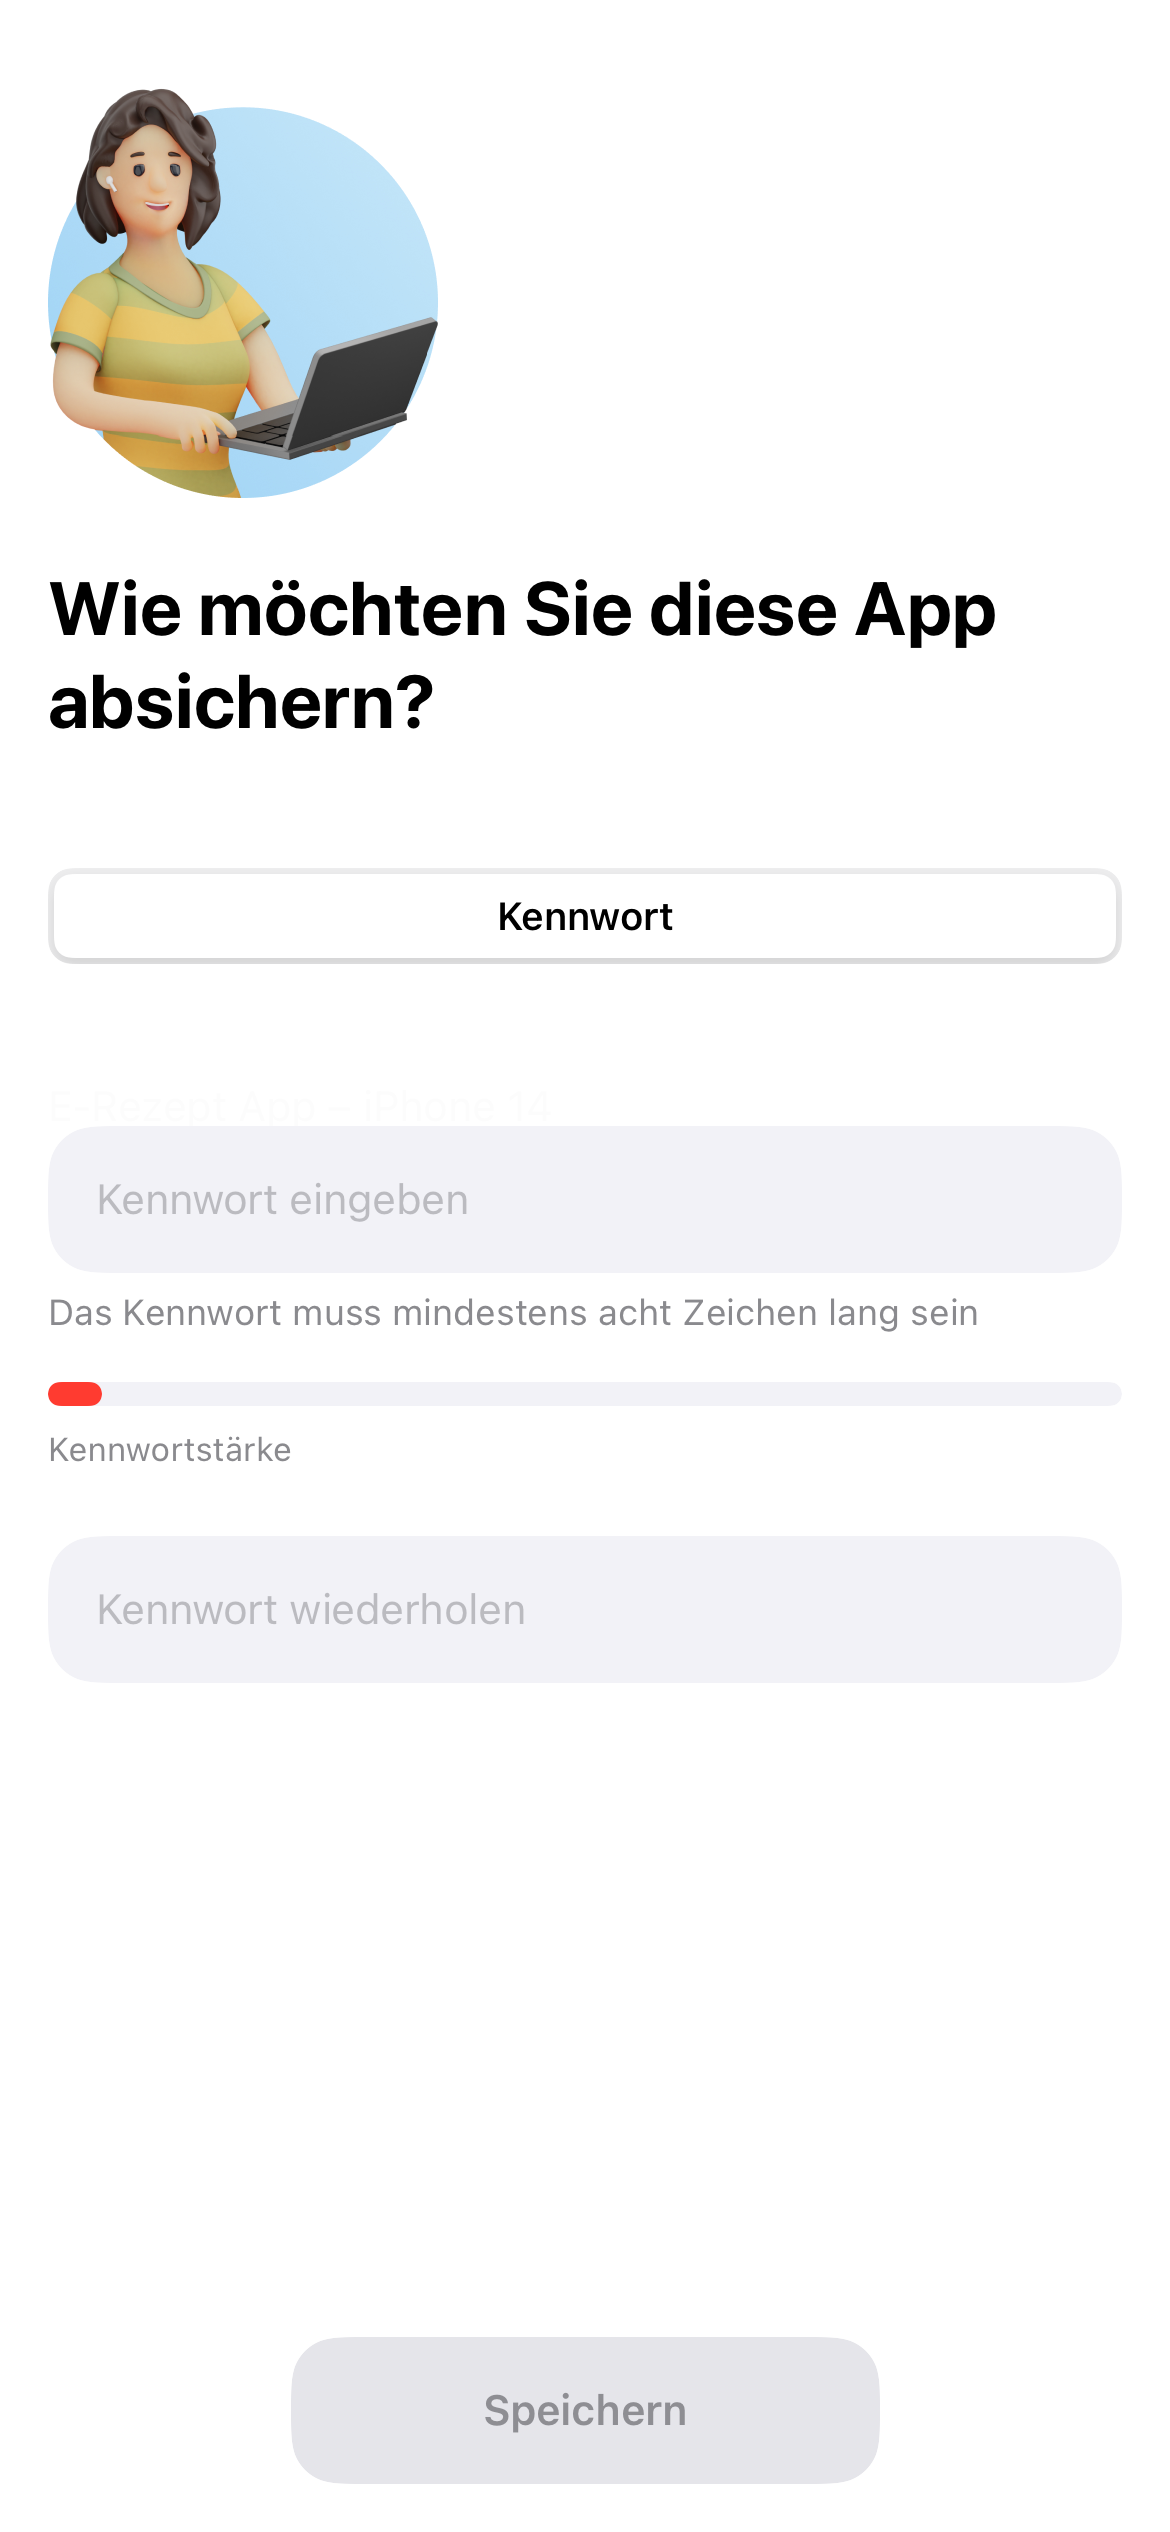 Wie möchten Sie diese App
absichern?
Kennwort
E-Rezept App – iPhone 14
Kennwort eingeben
Das Kennwort muss mindestens acht Zeichen lang sein
Kennwortstärke
Kennwort wiederholen
Speichern